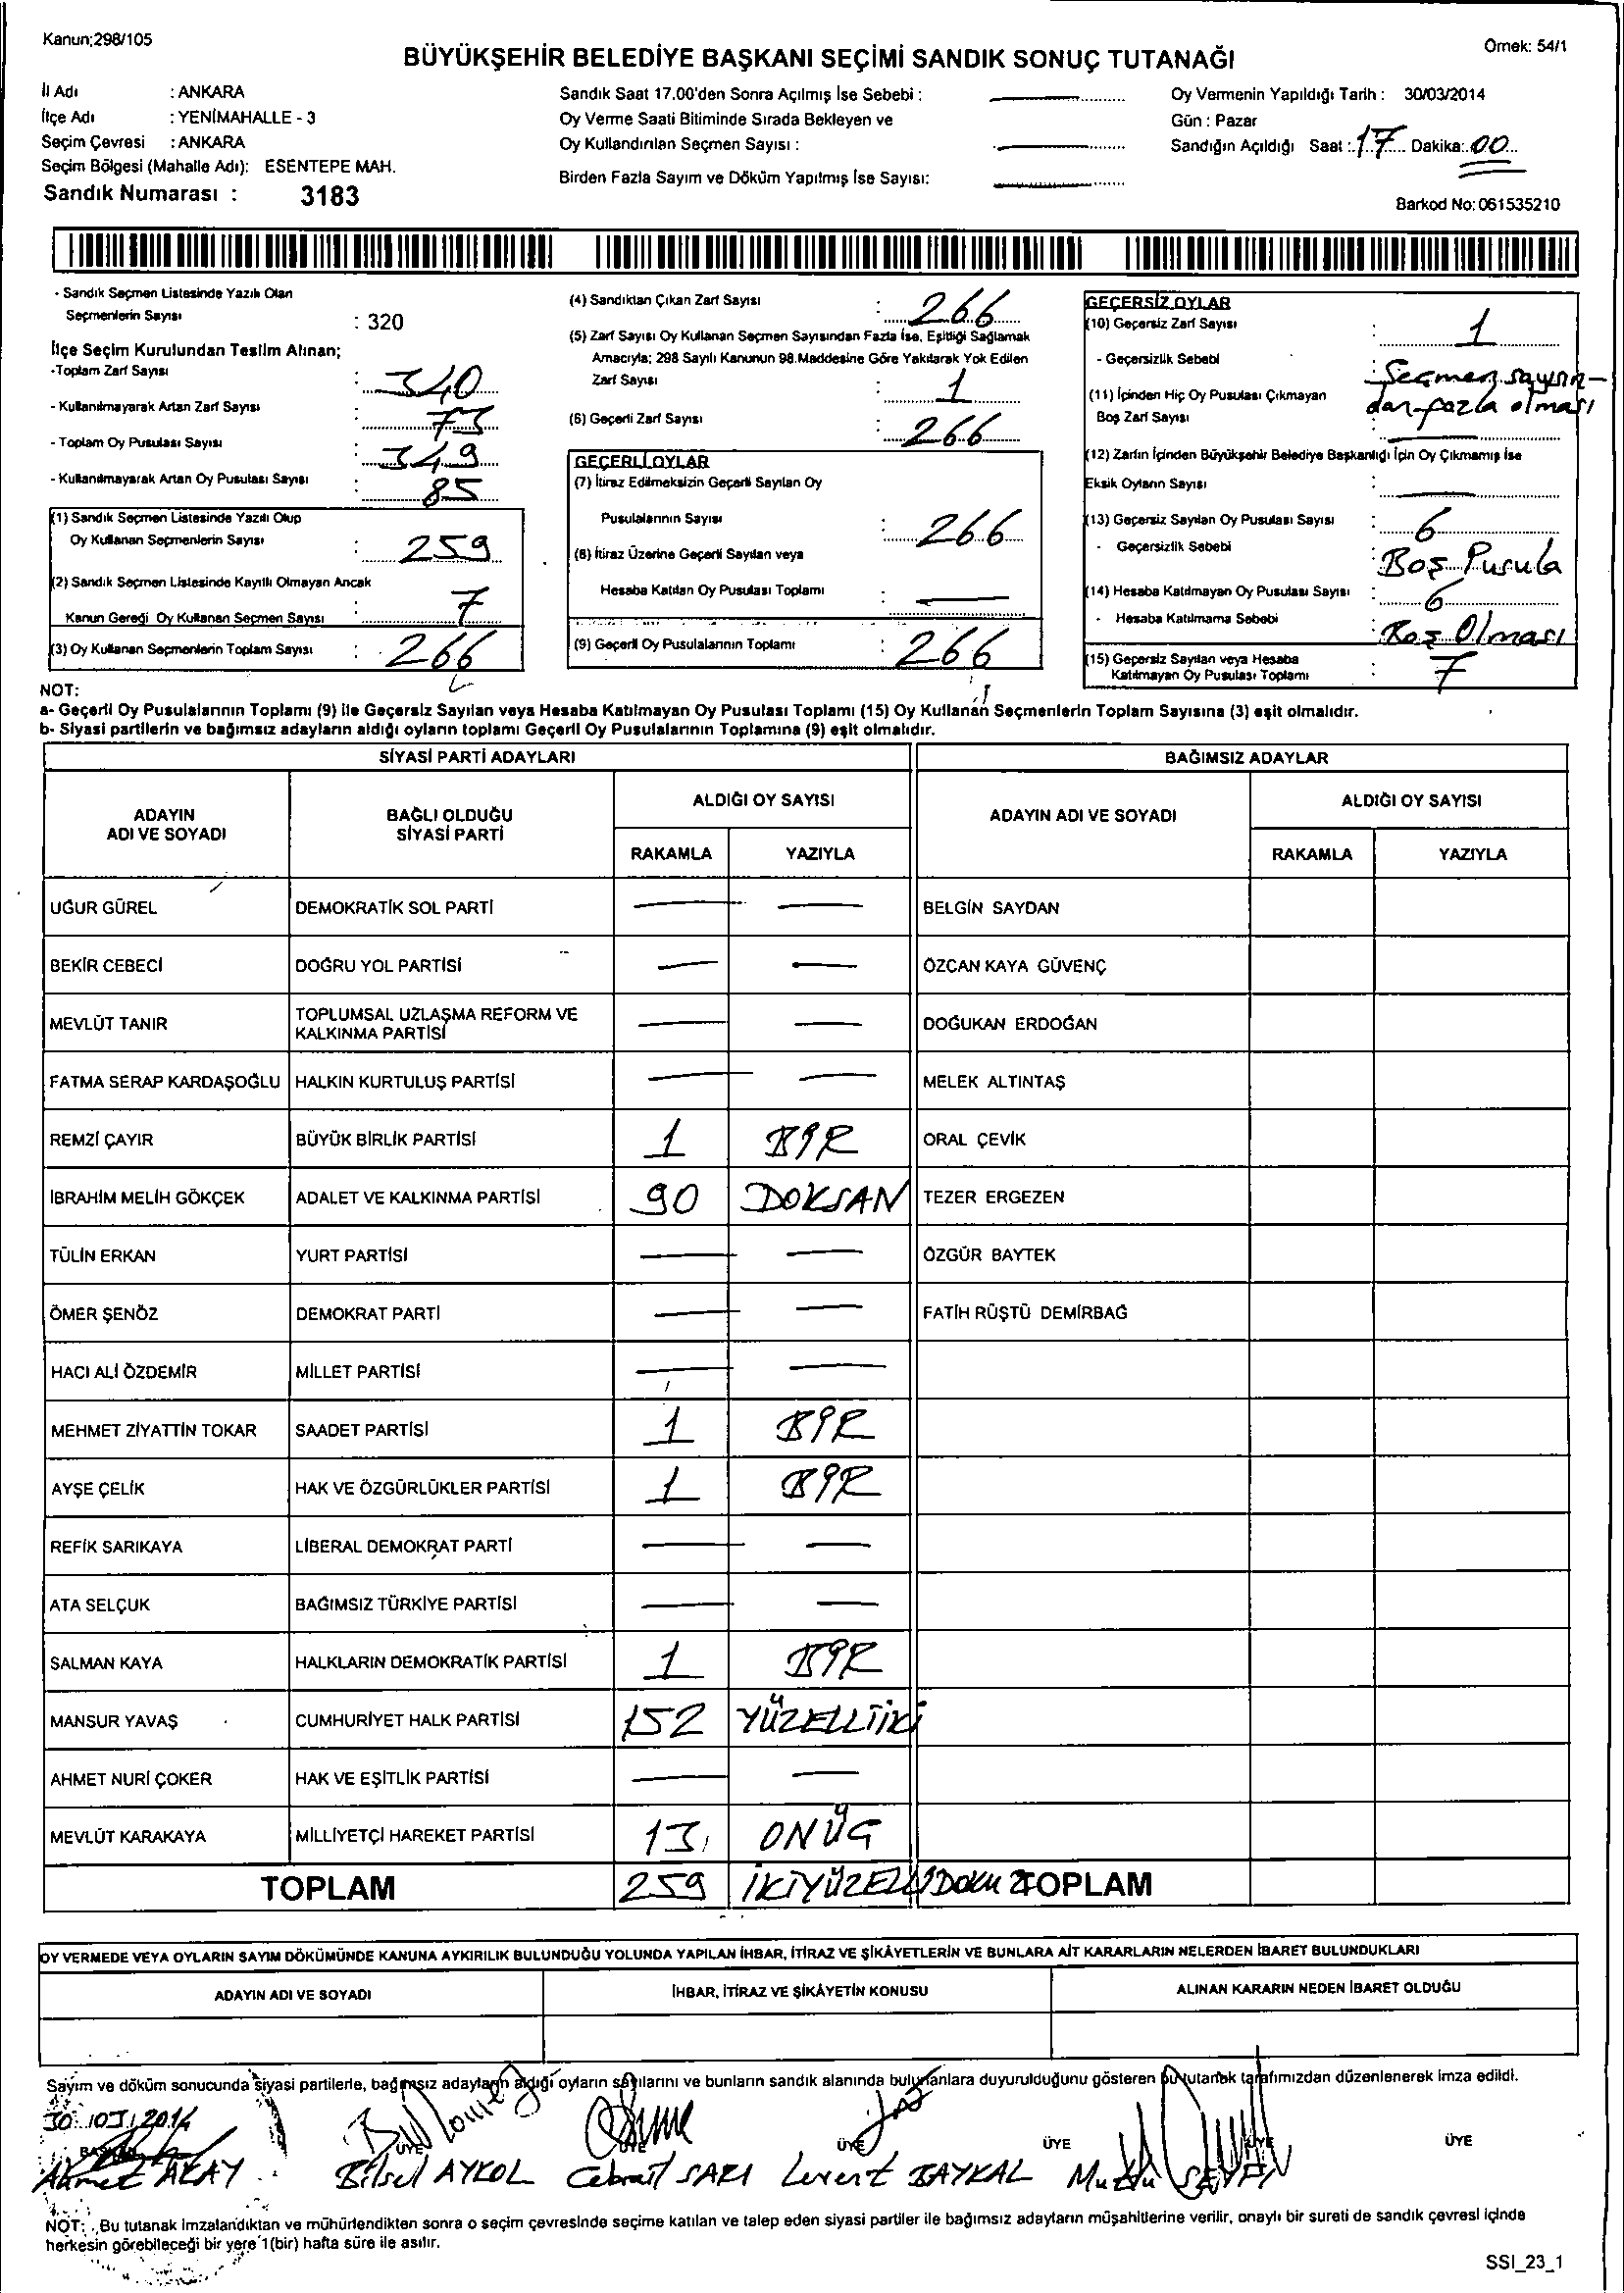 Kanun;298/105
Örnek: 54/1
BÜYÜKŞEHİR BELEDİYE BAŞKANI SEÇİMİ SANDIK SONUÇ TUTANAĞI
İl Adı : ANKARA
İlçe Adı : YENİMAHALLE - 3
Seçim Çevresi : ANKARA
Seçim Bölgesi (Mahalle Adı): ESENTEPE MAH.
Sandık Numarası : 3183
Sandık Saat 17.00'den Sonra Açılmış İse Sebebi :
Oy Verme Saati Bitiminde Sırada Bekleyen ve
Oy Kullandırılan Seçmen Sayısı :
Birden Fazla Sayım ve Döküm Yapılmış İse Sayısı:
Oy Vermenin Yapıldığı Tarih : 30/03/2014
Gün : Pazar
Sandığın Açıldığı Saat : 17 Dakika: 00
Barkod No: 061535210
- Sandık Seçmen Listesinde Yazılı Olan
Seçmenlerin Sayısı : 320
İlçe Seçim Kurulundan Teslim Alınan;
-Toplam Zarf Sayısı : 340
- Kullanılmayarak Artan Zarf Sayısı : 73
- Toplam Oy Pusulası Sayısı : 349
- Kullanılmayarak Artan Oy Pusulası Sayısı : 85
(1) Sandık Seçmen Listesinde Yazılı Olup
Oy Kullanan Seçmenlerin Sayısı : 259
(2) Sandık Seçmen Listesinde Kayıtlı Olmayan Ancak
Kanun Gereği Oy Kullanan Seçmen Sayısı : 7
(3) Oy Kullanan Seçmenlerin Toplam Sayısı : 266
(4) Sandıktan Çıkan Zarf Sayısı : 266
(5) Zarf Sayısı Oy Kullanan Seçmen Sayısından Fazla İse, Eşitliği Sağlamak
Amacıyla; 298 Sayılı Kanunun 98.Maddesine Göre Yakılarak Yok Edilen
Zarf Sayısı : 1
(6) Geçerli Zarf Sayısı : 266
GEÇERLİ OYLAR
(7) İtiraz Edilmeksizin Geçerli Sayılan Oy
Pusulalarının Sayısı : 266
(8) İtiraz Üzerine Geçerli Sayılan veya
Hesaba Katılan Oy Pusulası Toplamı :
(9) Geçerli Oy Pusulalarının Toplamı : 266
GEÇERSİZ OYLAR
(10) Geçersiz Zarf Sayısı : 1
- Geçersizlik Sebebi : Seçmen sayısın-
dan fazla olması
(11) İçinden Hiç Oy Pusulası Çıkmayan
Boş Zarf Sayısı :
(12) Zarfın İçinden Büyükşehir Belediye Başkanlığı İçin Oy Çıkmamış İse
Eksik Oyların Sayısı :
(13) Geçersiz Sayılan Oy Pusulası Sayısı : 6
- Geçersizlik Sebebi : Boş Pusula
(14) Hesaba Katılmayan Oy Pusulası Sayısı : 6
- Hesaba Katılmama Sebebi : Boş Olması
(15) Geçersiz Sayılan veya Hesaba
Katılmayan Oy Pusulası Toplamı : 7
NOT:
a- Geçerli Oy Pusulalarının Toplamı (9) ile Geçersiz Sayılan veya Hesaba Katılmayan Oy Pusulası Toplamı (15) Oy Kullanan Seçmenlerin Toplam Sayısına (3) eşit olmalıdır.
b- Siyasi partilerin ve bağımsız adayların aldığı oyların toplamı Geçerli Oy Pusulalarının Toplamına (9) eşit olmalıdır.
SİYASİ PARTİ ADAYLARI BAĞIMSIZ ADAYLAR
ADAYIN ADI VE SOYADI BAĞLI OLDUĞU SİYASİ PARTİ ALDIĞI OY SAYISI ADAYIN ADI VE SOYADI ALDIĞI OY SAYISI
RAKAMLA YAZIYLA RAKAMLA YAZIYLA
UĞUR GÜREL DEMOKRATİK SOL PARTİ — — BELGİN SAYDAN
BEKİR CEBECİ DOĞRU YOL PARTİSİ — — ÖZCAN KAYA GÜVENÇ
MEVLÜT TANIR TOPLUMSAL UZLAŞMA REFORM VE KALKINMA PARTİSİ — — DOĞUKAN ERDOĞAN
FATMA SERAP KARDAŞOĞLU HALKIN KURTULUŞ PARTİSİ — — MELEK ALTINTAŞ
REMZİ ÇAYIR BÜYÜK BİRLİK PARTİSİ 1 BİR ORAL ÇEVİK
İBRAHİM MELİH GÖKÇEK ADALET VE KALKINMA PARTİSİ 90 DOKSAN TEZER ERGEZEN
TÜLİN ERKAN YURT PARTİSİ — — ÖZGÜR BAYTEK
ÖMER ŞENÖZ DEMOKRAT PARTİ — — FATİH RÜŞTÜ DEMİRBAĞ
HACI ALİ ÖZDEMİR MİLLET PARTİSİ — —
MEHMET ZİYATTİN TOKAR SAADET PARTİSİ 1 BİR
AYŞE ÇELİK HAK VE ÖZGÜRLÜKLER PARTİSİ 1 BİR
REFİK SARIKAYA LİBERAL DEMOKRAT PARTİ — —
ATA SELÇUK BAĞIMSIZ TÜRKİYE PARTİSİ — —
SALMAN KAYA HALKLARIN DEMOKRATİK PARTİSİ 1 BİR
MANSUR YAVAŞ CUMHURİYET HALK PARTİSİ 152 YÜZELLİİKİ
AHMET NURİ ÇOKER HAK VE EŞİTLİK PARTİSİ — —
MEVLÜT KARAKAYA MİLLİYETÇİ HAREKET PARTİSİ 13 ONÜÇ
TOPLAM 259 İKİYÜZELLİDOKUZ TOPLAM
OY VERMEDE VEYA OYLARIN SAYIM DÖKÜMÜNDE KANUNA AYKIRILIK BULUNDUĞU YOLUNDA YAPILAN İHBAR, İTİRAZ VE ŞİKÂYETLERİN VE BUNLARA AİT KARARLARIN NELERDEN İBARET BULUNDUKLARI
ADAYIN ADI VE SOYADI İHBAR, İTİRAZ VE ŞİKÂYETİN KONUSU ALINAN KARARIN NEDEN İBARET OLDUĞU
Sayım ve döküm sonucunda siyasi partilerle, bağımsız adayların aldığı oyların sayılarını ve bunların sandık alanında bulunanlara duyurulduğunu gösteren bu tutanak tarafımızdan düzenlenerek imza edildi.
30.03.2014
BAŞKAN ÜYE ÜYE ÜYE ÜYE ÜYE ÜYE
Ahmet AKAY Bilsel AYKOL Cebrail SARI Levent BAYKAL Mutlu
NOT: Bu tutanak imzalandıktan ve mühürlendikten sonra o seçim çevresinde seçime katılan ve talep eden siyasi partiler ile bağımsız adayların müşahitlerine verilir, onaylı bir sureti de sandık çevresi içinde
herkesin görebileceği bir yere 1(bir) hafta süre ile asılır.
SSI_23_1